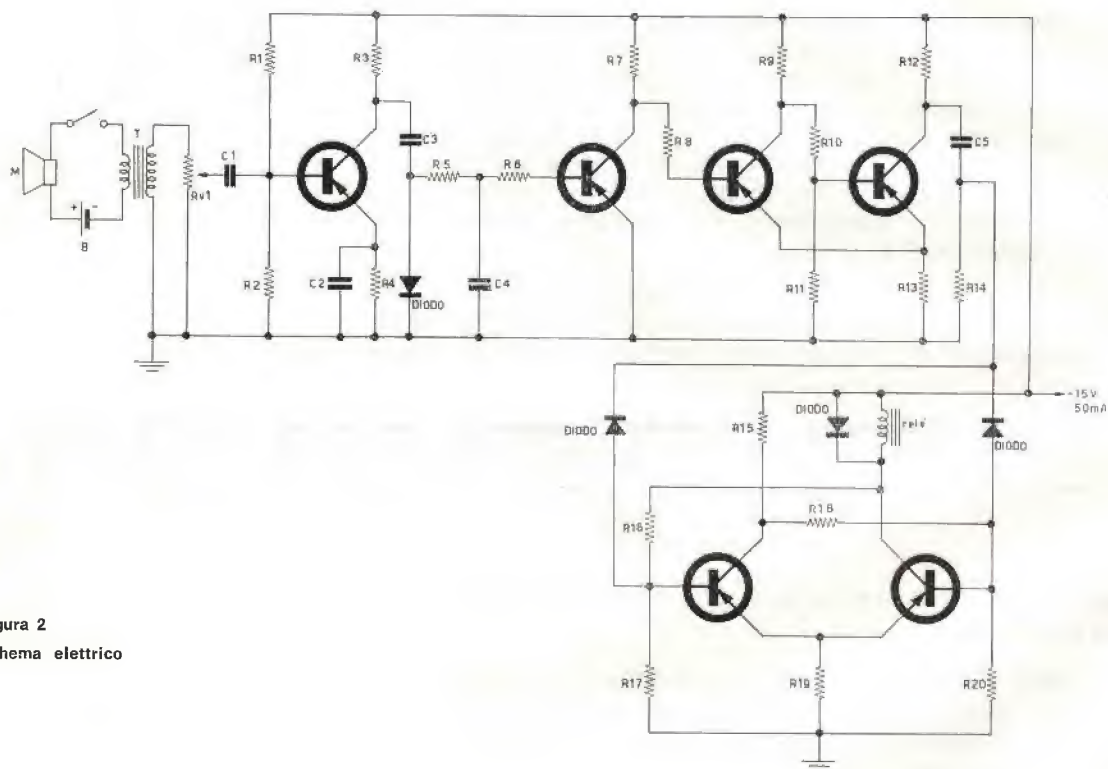 R1
R3
R7
R9
R12
T
M
C1
C3
R8
R10
C5
R5
R6
Rv1
+ -
B
R2
C2
R4
DIODO
C4
R11
R13
R14
-15V
50mA
DIODO
R15
DIODO
relè
DIODO
R16
R18
gura 2
hema elettrico
R17
R19
R20